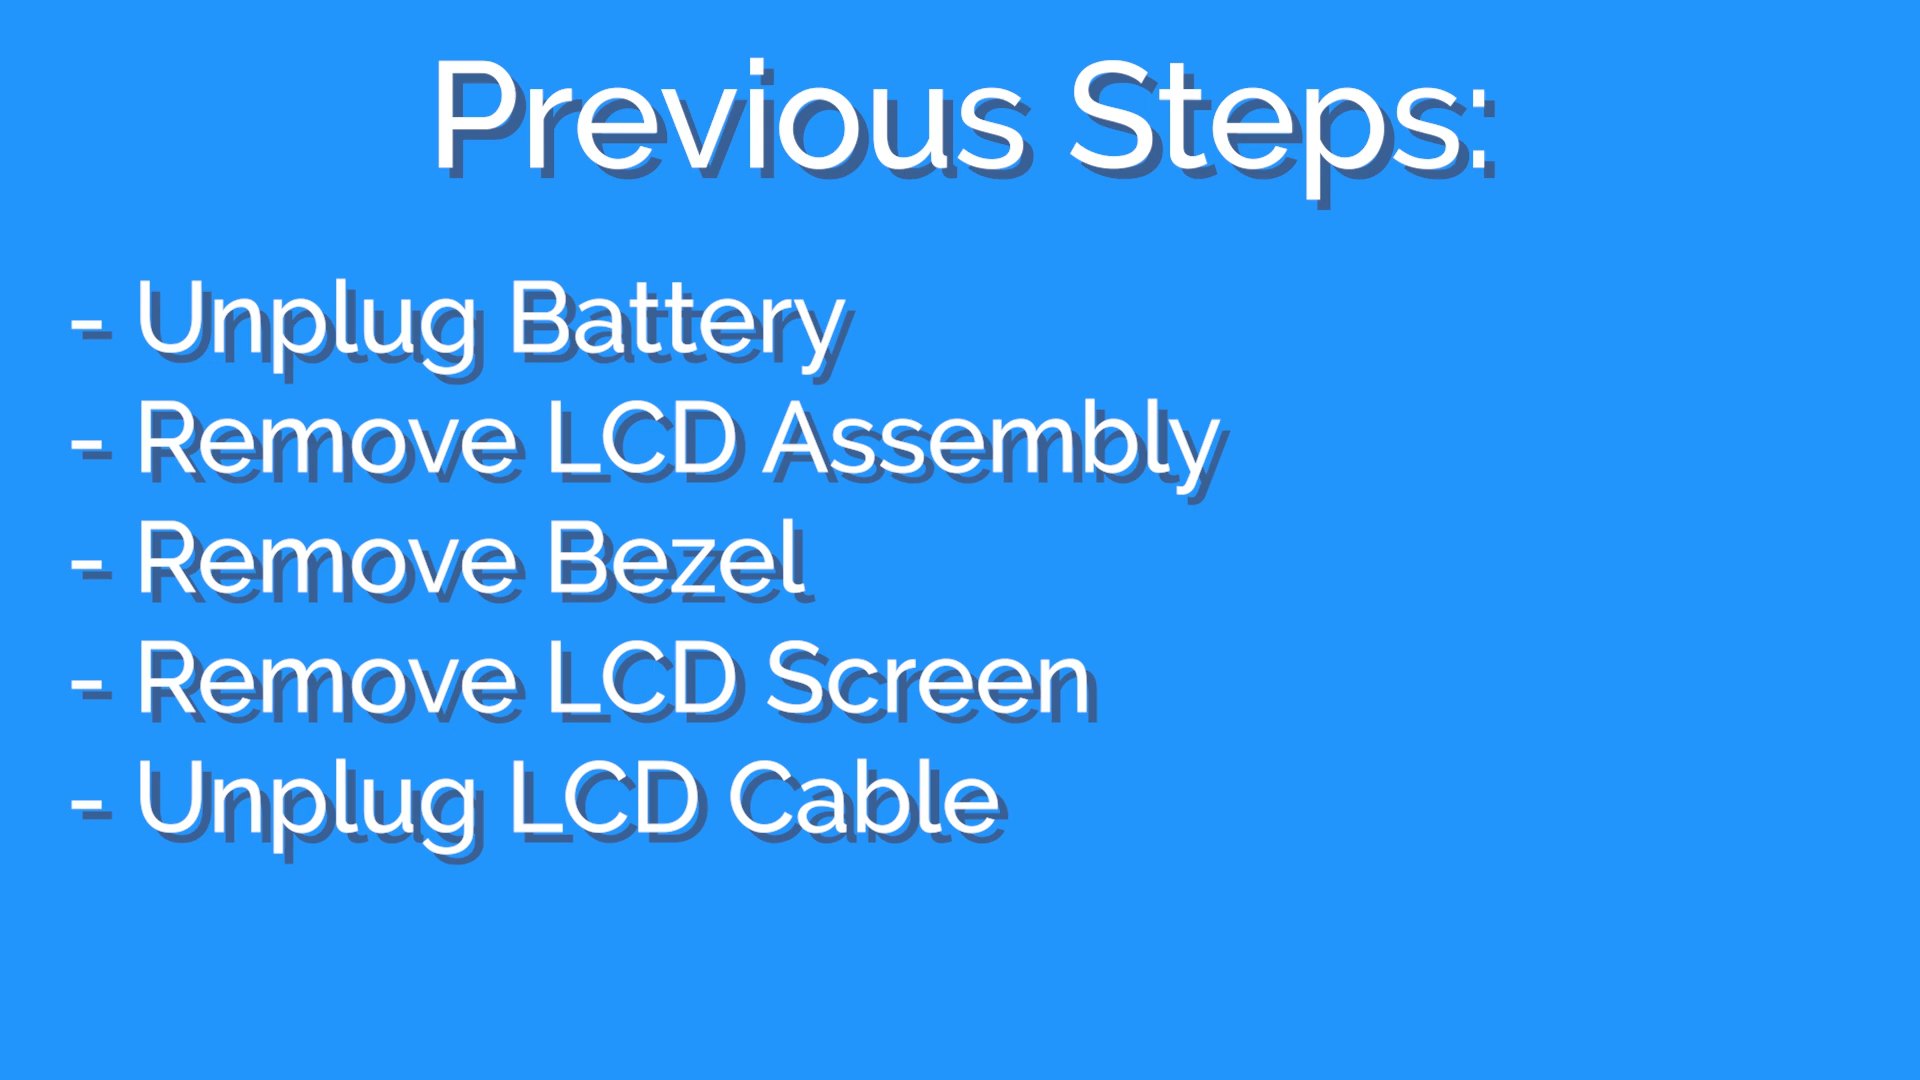 Previous Steps:
- Unplug Battery
- Remove LCD Assembly
- Remove Bezel
- Remove LCD Screen
- Unplug LCD Cable